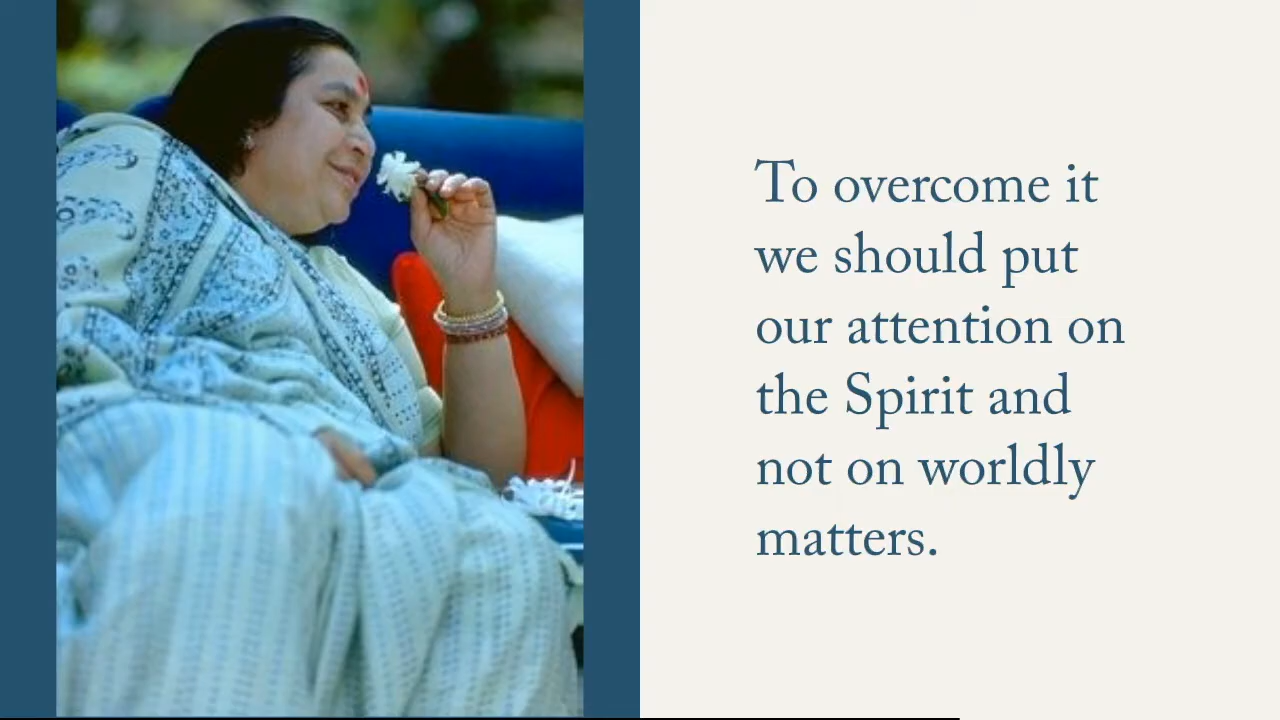 To overcome it
we should put
our attention on
the Spirit and
not on worldly
matters.